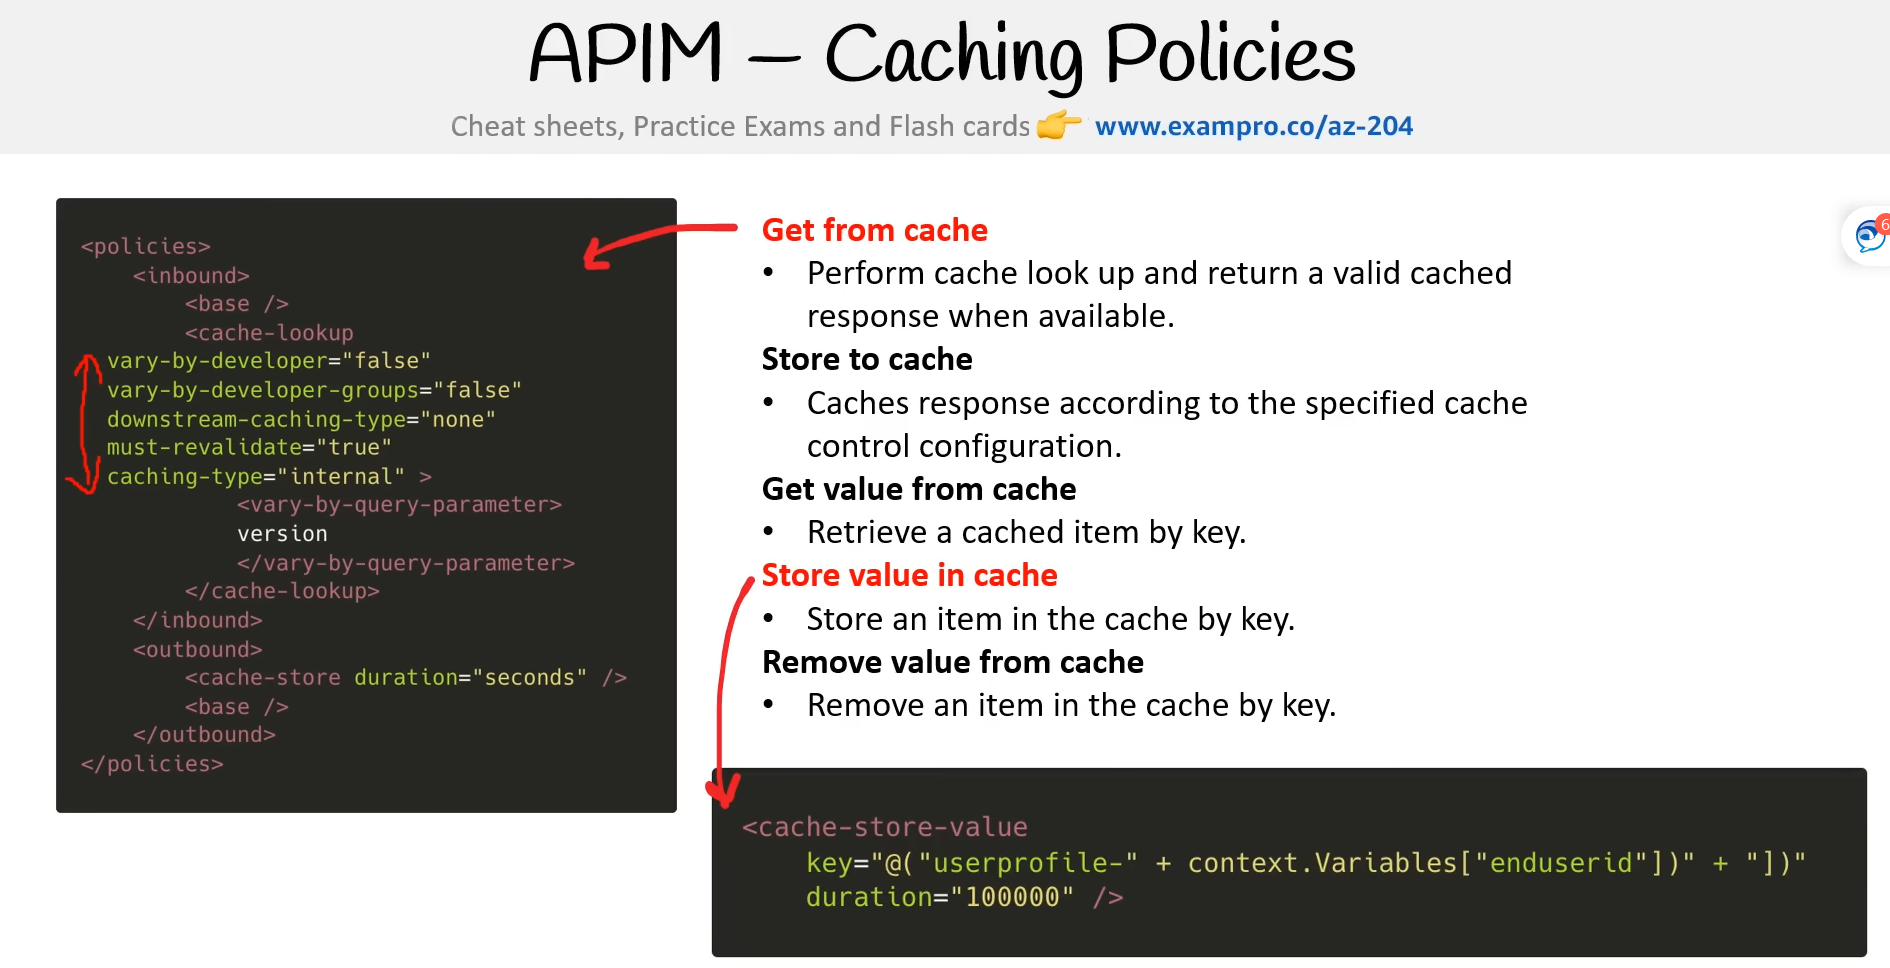 APIM – Caching Policies
Cheat sheets, Practice Exams and Flash cards 👉 www.exampro.co/az-204
<policies>
<inbound>
<base />
<cache-lookup
vary-by-developer="false"
vary-by-developer-groups="false"
downstream-caching-type="none"
must-revalidate="true"
caching-type="internal" >
<vary-by-query-parameter>
version
</vary-by-query-parameter>
</cache-lookup>
</inbound>
<outbound>
<cache-store duration="seconds" />
<base />
</outbound>
</policies>
Get from cache
• Perform cache look up and return a valid cached
response when available.
Store to cache
• Caches response according to the specified cache
control configuration.
Get value from cache
• Retrieve a cached item by key.
Store value in cache
• Store an item in the cache by key.
Remove value from cache
• Remove an item in the cache by key.
<cache-store-value
key="@("userprofile-" + context.Variables["enduserid"])" + "])"
duration="100000" />
6